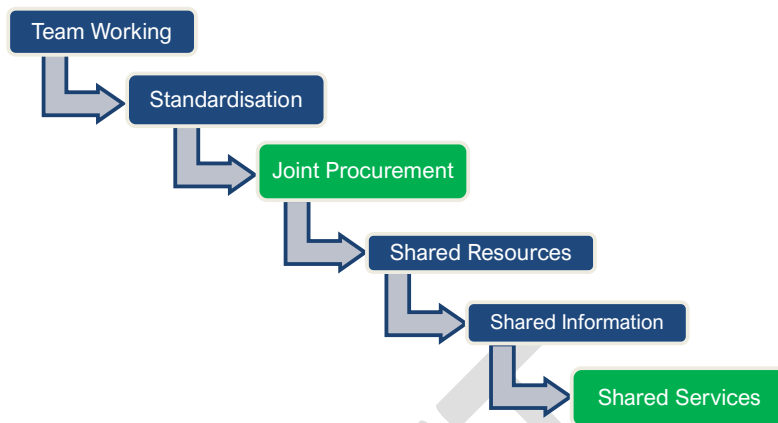 Team Working
Standardisation
Joint Procurement
Shared Resources
Shared Information
Shared Services